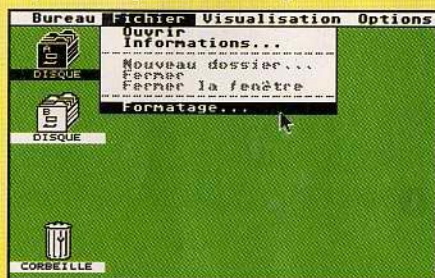 Bureau Fichier Visualisation Options
Ouvrir
Informations...
Nouveau dossier...
Fermer
Fermer la fenêtre
Formatage...
A
DISQUE
B
DISQUE
CORBEILLE